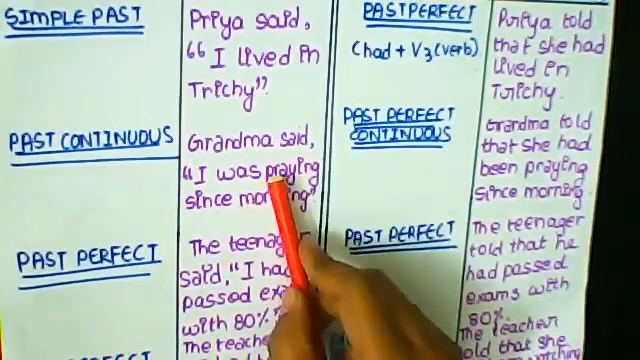 SIMPLE PAST
Priya said,
"I lived in
Trichy".
PAST PERFECT
(had + V3 (verb)
Priya told
that she had
lived in
Trichy.
PAST CONTINUOUS
Grandma said,
"I was praying
since morning"
PAST PERFECT
CONTINUOUS
Grandma told
that she had
been praying
since morning.
PAST PERFECT
The teenager
said, "I had
passed
with 80%"
The teacher
PAST PERFECT
The teenager
told that he
had passed
exams with
80%.
The teacher
told that she